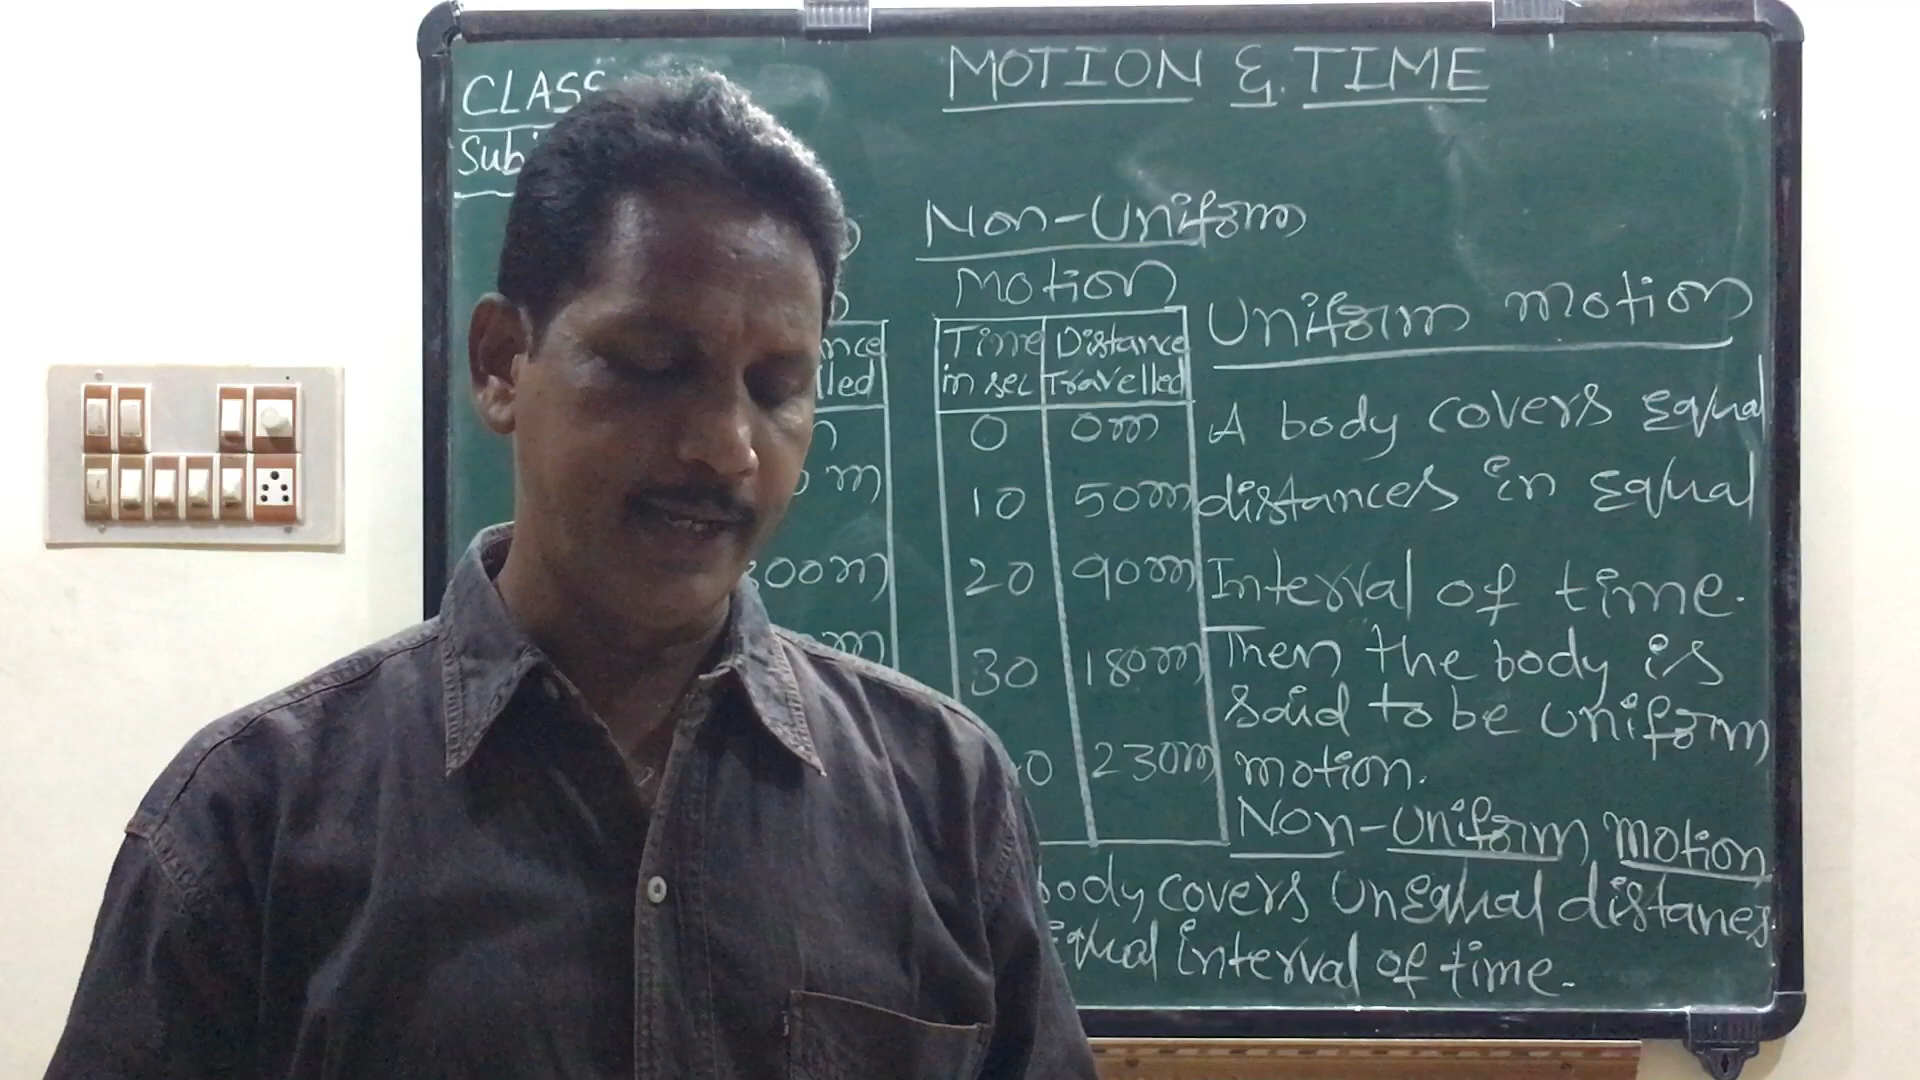 MOTION & TIME
CLASS
Sub
Non-Uniform
Motion
Time Distance
in sec Travelled
0 0m
10 50m
20 90m
30 180m
230m
Uniform motion
A body covers Equal
distances in Equal
Interval of time.
Then the body is
said to be uniform
motion.
Non-Uniform Motion
body covers UnEqual distanes
Equal interval of time.